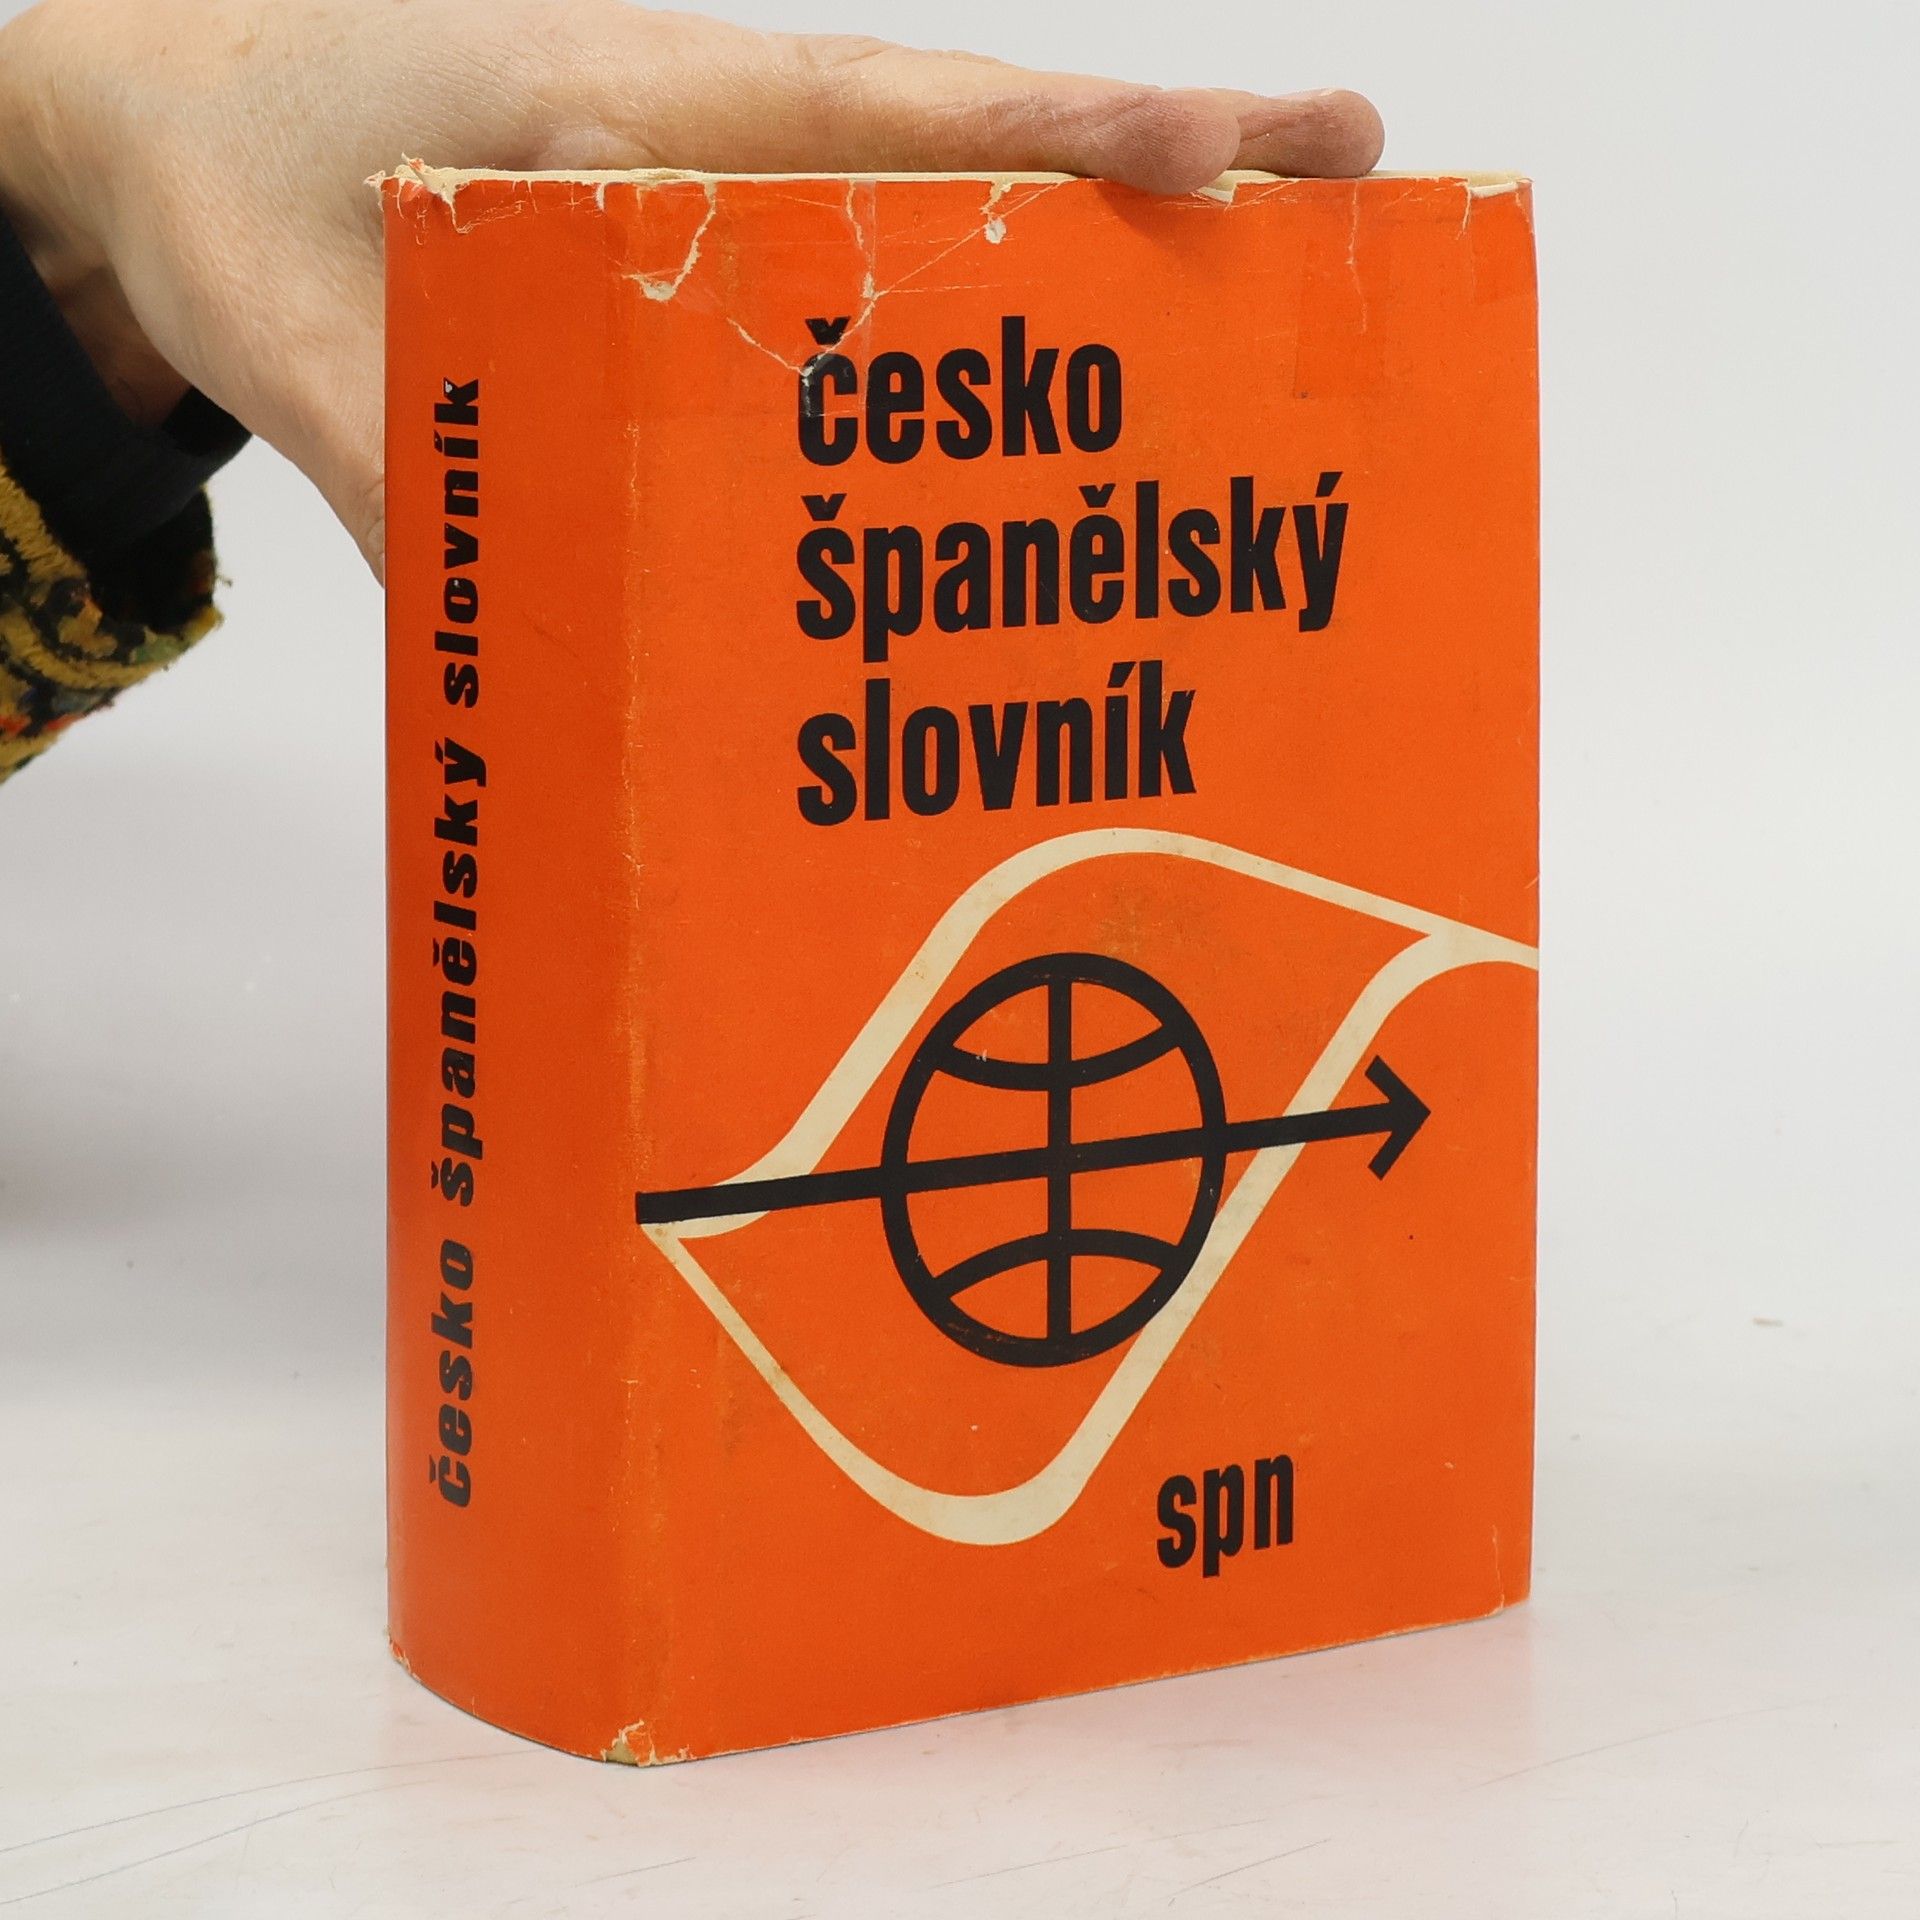 česko španělský slovník
česko
španělský
slovník
spn